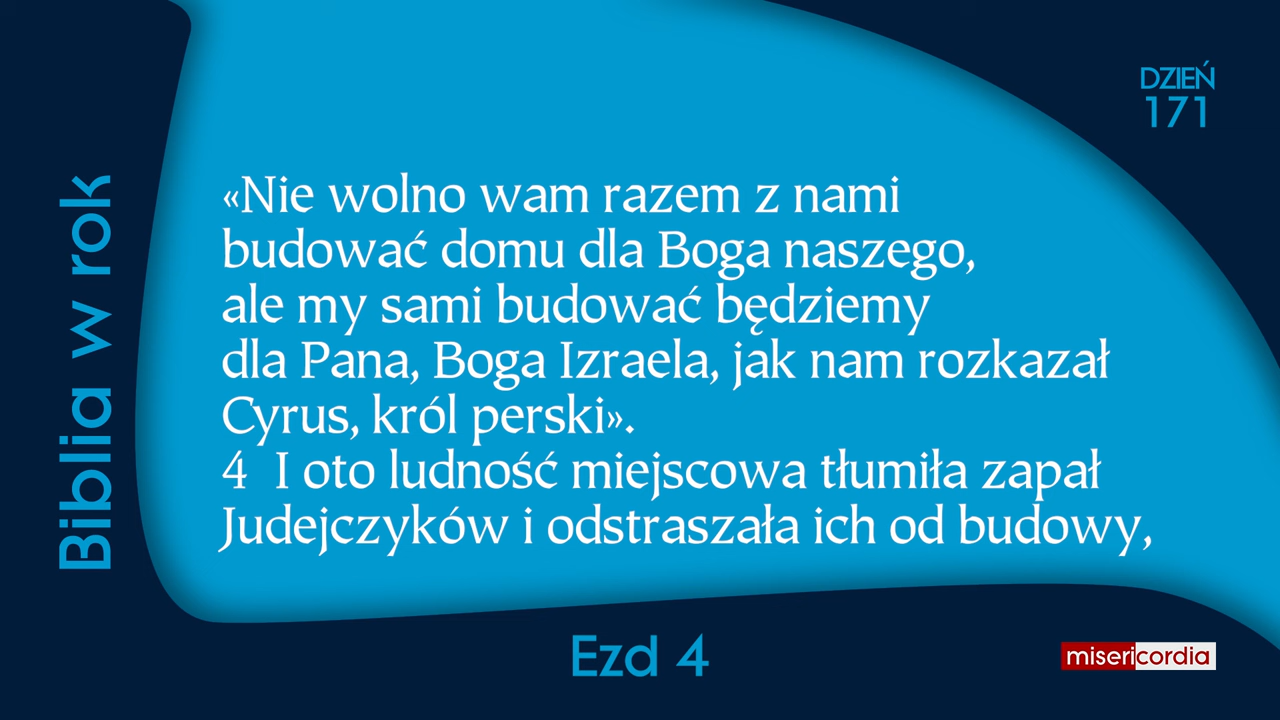 DZIEŃ
171
Biblia w rok
«Nie wolno wam razem z nami
budować domu dla Boga naszego,
ale my sami budować będziemy
dla Pana, Boga Izraela, jak nam rozkazał
Cyrus, król perski».
4 I oto ludność miejscowa tłumiła zapał
Judejczyków i odstraszała ich od budowy,
Ezd 4
misericordia